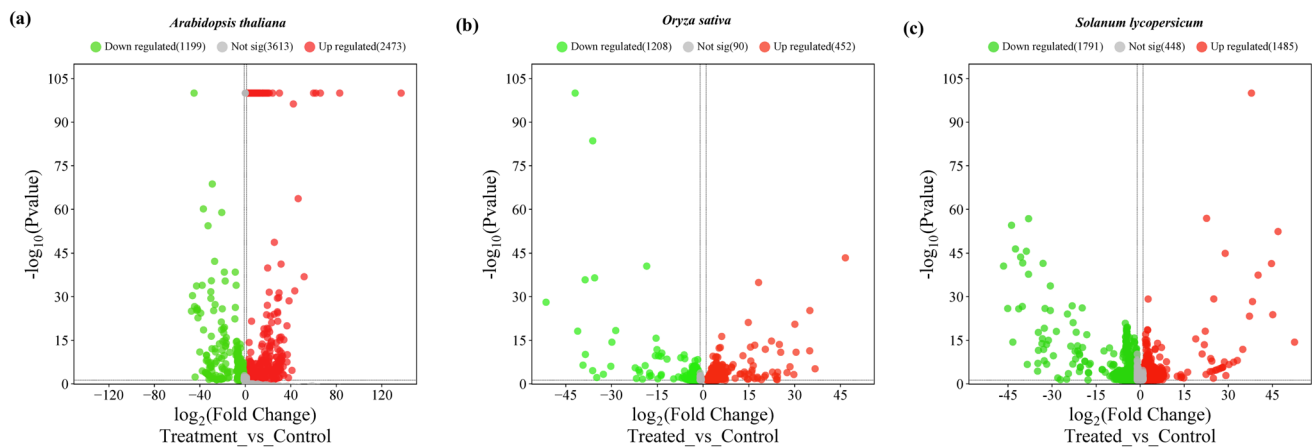 (a)
Arabidopsis thaliana
Down regulated(1199) Not sig(3613) Up regulated(2473)
105
90
75
60
45
30
15
0
-log10(Pvalue)
−120 −80 −40 0 40 80 120
log2(Fold Change)
Treatment_vs_Control
(b)
Oryza sativa
Down regulated(1208) Not sig(90) Up regulated(452)
105
90
75
60
45
30
15
0
-log10(Pvalue)
−45 −30 −15 0 15 30 45
log2(Fold Change)
Treated_vs_Control
(c)
Solanum lycopersicum
Down regulated(1791) Not sig(448) Up regulated(1485)
105
90
75
60
45
30
15
0
-log10(Pvalue)
-45 -30 -15 0 15 30 45
log2(Fold Change)
Treated_vs_Control